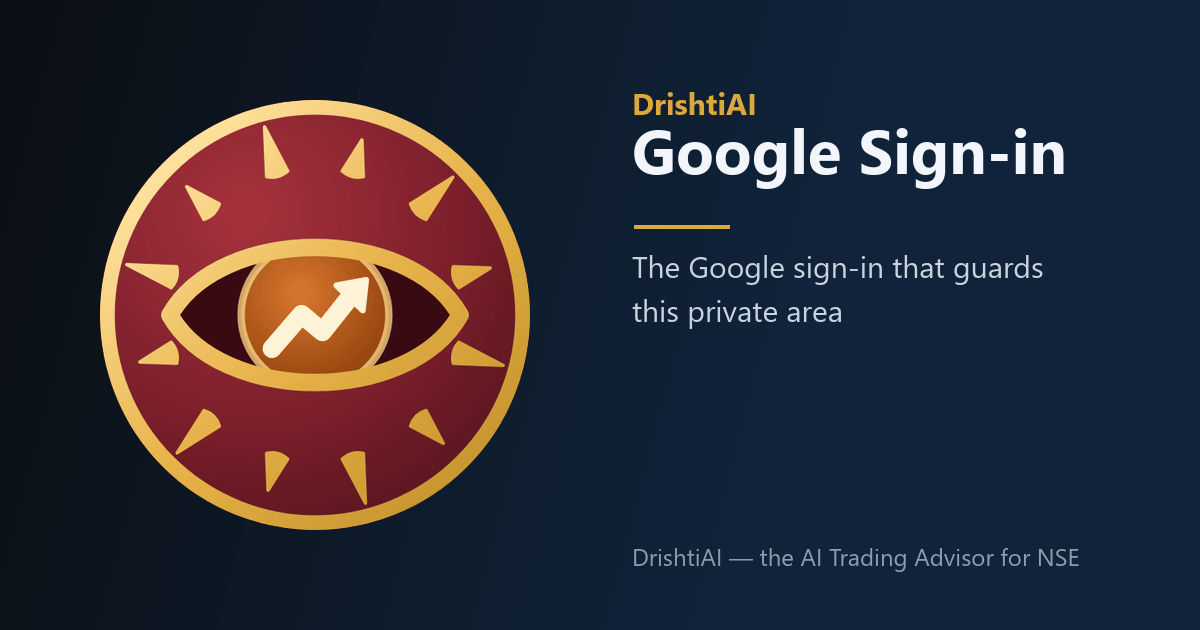 DrishtiAI
Google Sign-in
The Google sign-in that guards
this private area
DrishtiAI — the AI Trading Advisor for NSE